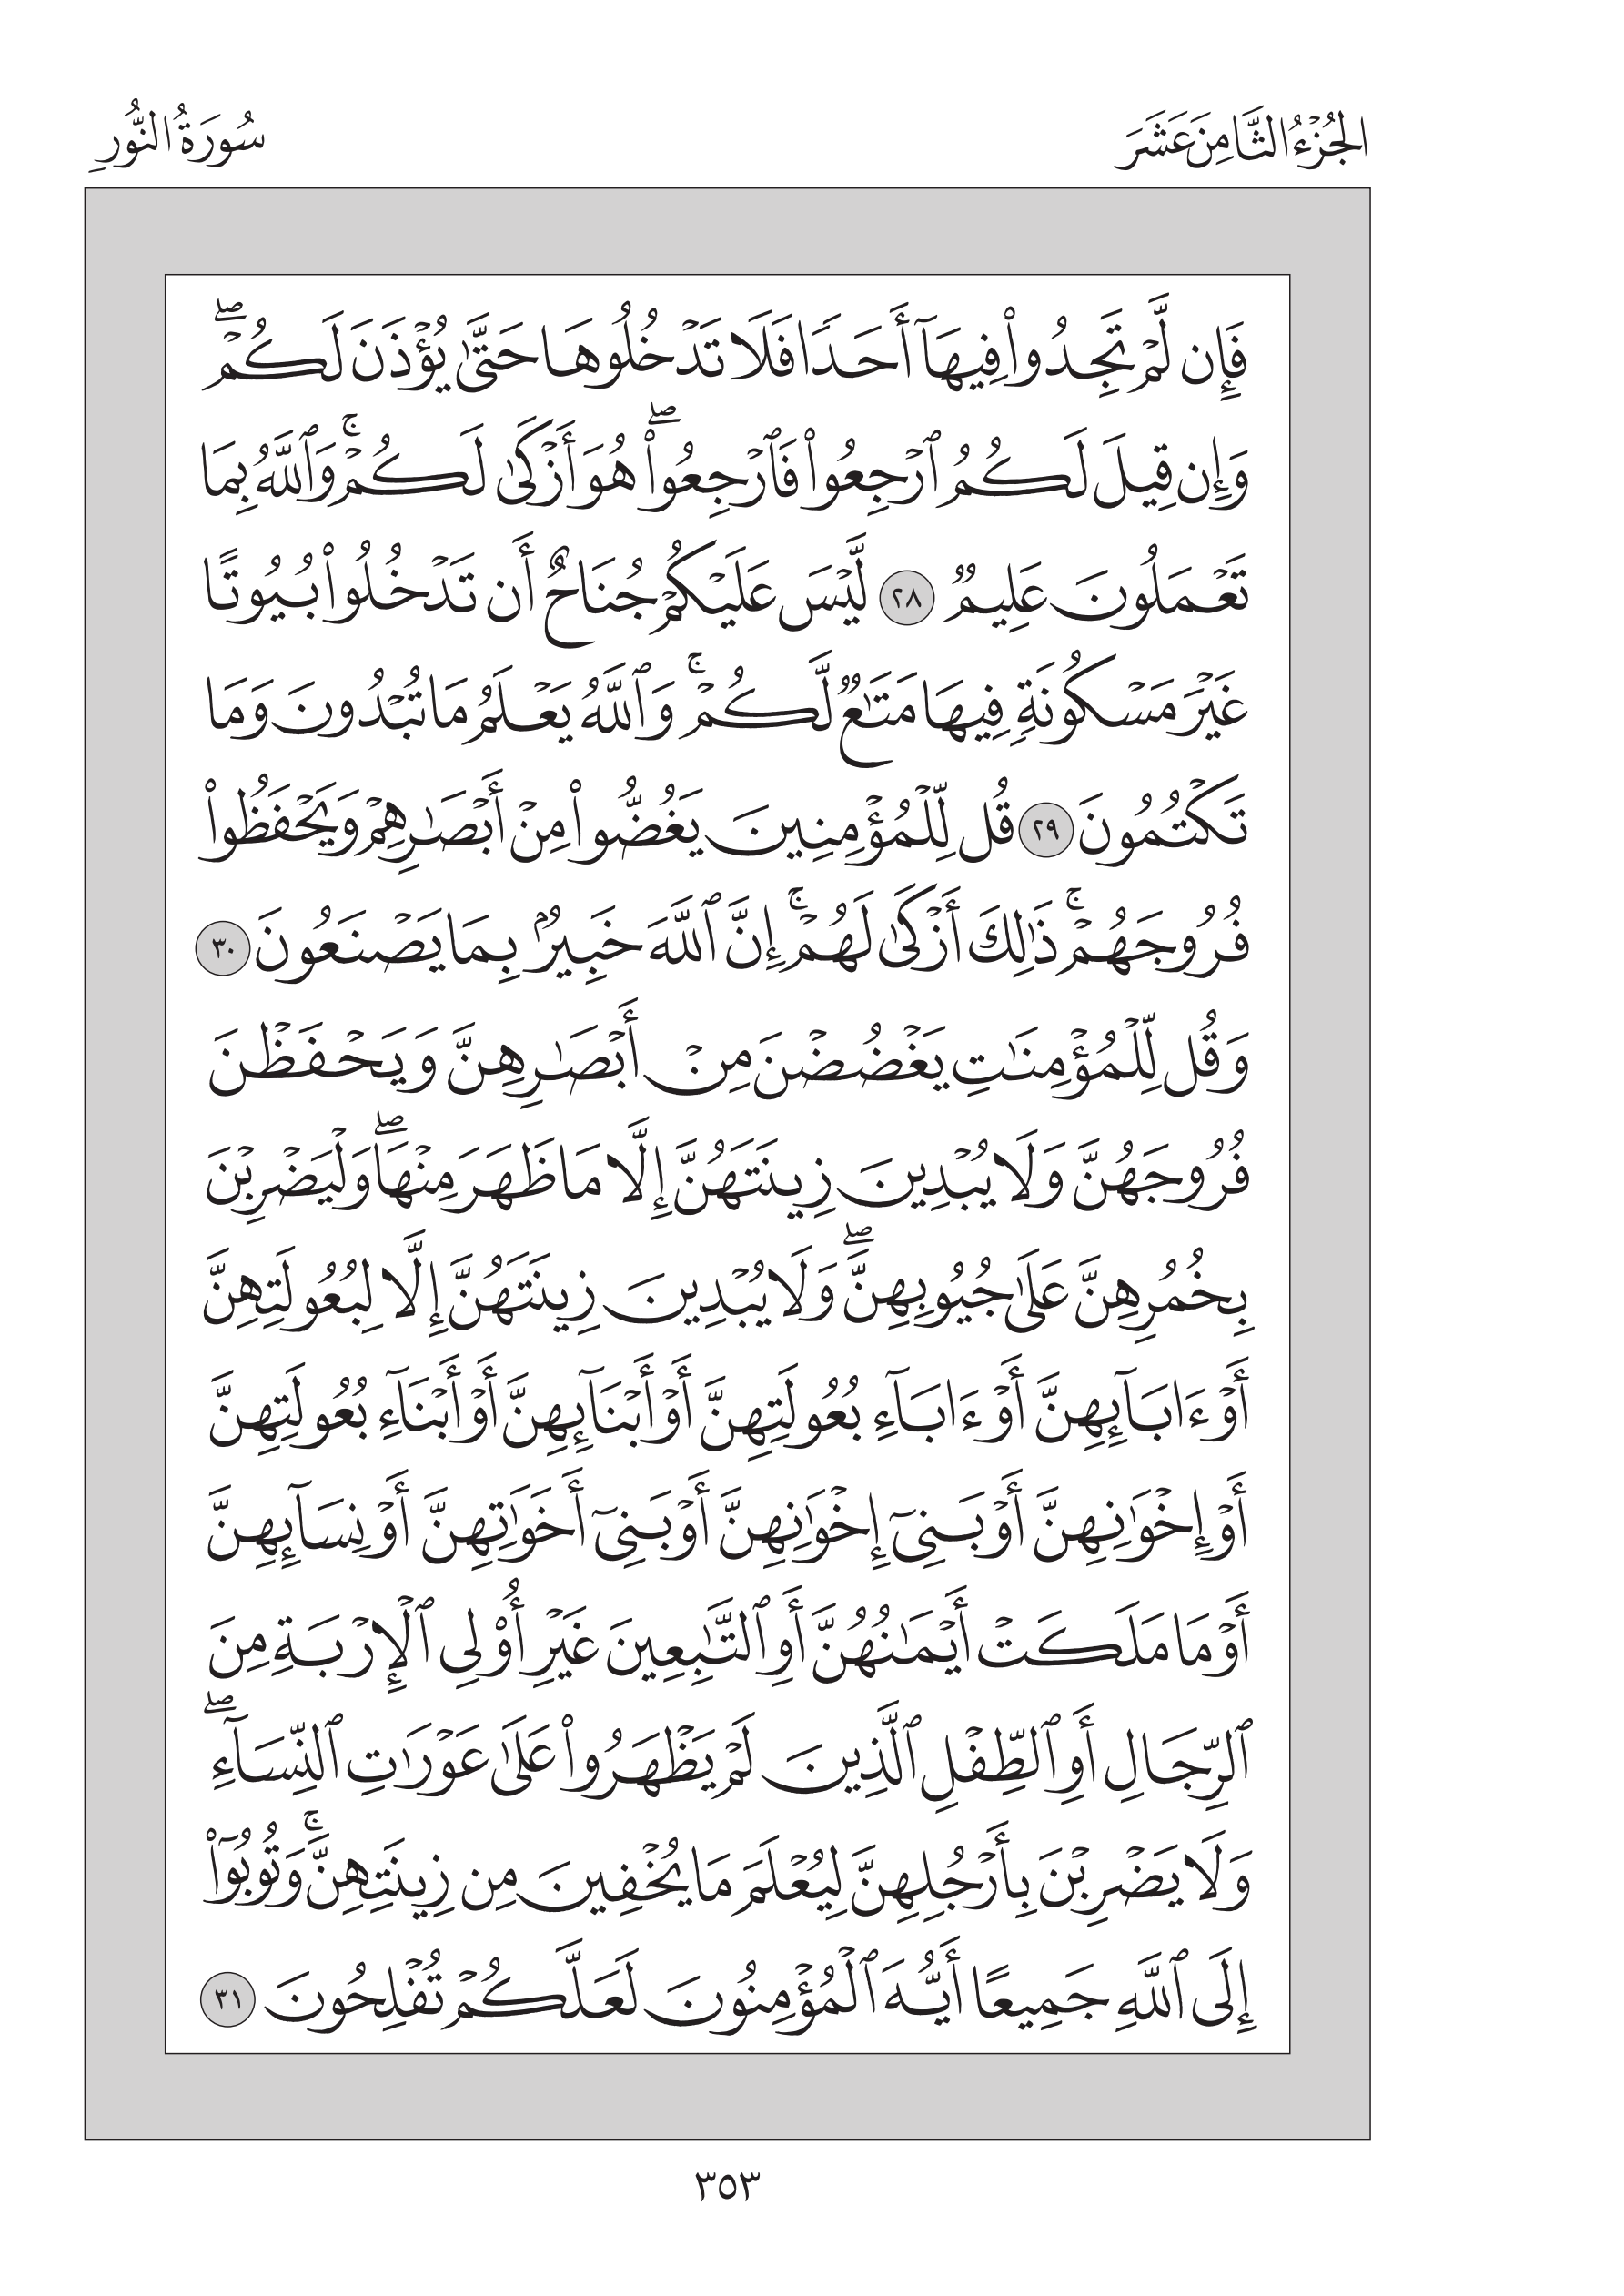 الجُزْءُ الثَّامِنَ عَشَرَ
سُورَةُ النُّورِ
فَإِن لَّمْ تَجِدُوا۟ فِيهَآ أَحَدًا فَلَا تَدْخُلُوهَا حَتَّىٰ يُؤْذَنَ لَكُمْ ۖ
وَإِن قِيلَ لَكُمُ ٱرْجِعُوا۟ فَٱرْجِعُوا۟ ۖ هُوَ أَزْكَىٰ لَكُمْ ۚ وَٱللَّهُ بِمَا
تَعْمَلُونَ عَلِيمٌ ٢٨ لَّيْسَ عَلَيْكُمْ جُنَاحٌ أَن تَدْخُلُوا۟ بُيُوتًا
غَيْرَ مَسْكُونَةٍ فِيهَا مَتَـٰعٌ لَّكُمْ ۚ وَٱللَّهُ يَعْلَمُ مَا تُبْدُونَ وَمَا
تَكْتُمُونَ ٢٩ قُل لِّلْمُؤْمِنِينَ يَغُضُّوا۟ مِنْ أَبْصَـٰرِهِمْ وَيَحْفَظُوا۟
فُرُوجَهُمْ ۚ ذَٰلِكَ أَزْكَىٰ لَهُمْ ۚ إِنَّ ٱللَّهَ خَبِيرٌۢ بِمَا يَصْنَعُونَ ٣٠
وَقُل لِّلْمُؤْمِنَـٰتِ يَغْضُضْنَ مِنْ أَبْصَـٰرِهِنَّ وَيَحْفَظْنَ
فُرُوجَهُنَّ وَلَا يُبْدِينَ زِينَتَهُنَّ إِلَّا مَا ظَهَرَ مِنْهَا ۖ وَلْيَضْرِبْنَ
بِخُمُرِهِنَّ عَلَىٰ جُيُوبِهِنَّ ۖ وَلَا يُبْدِينَ زِينَتَهُنَّ إِلَّا لِبُعُولَتِهِنَّ
أَوْ ءَابَآئِهِنَّ أَوْ ءَابَآءِ بُعُولَتِهِنَّ أَوْ أَبْنَآئِهِنَّ أَوْ أَبْنَآءِ بُعُولَتِهِنَّ
أَوْ إِخْوَٰنِهِنَّ أَوْ بَنِىٓ إِخْوَٰنِهِنَّ أَوْ بَنِىٓ أَخَوَٰتِهِنَّ أَوْ نِسَآئِهِنَّ
أَوْ مَا مَلَكَتْ أَيْمَـٰنُهُنَّ أَوِ ٱلتَّـٰبِعِينَ غَيْرِ أُو۟لِى ٱلْإِرْبَةِ مِنَ
ٱلرِّجَالِ أَوِ ٱلطِّفْلِ ٱلَّذِينَ لَمْ يَظْهَرُوا۟ عَلَىٰ عَوْرَٰتِ ٱلنِّسَآءِ ۖ
وَلَا يَضْرِبْنَ بِأَرْجُلِهِنَّ لِيُعْلَمَ مَا يُخْفِينَ مِن زِينَتِهِنَّ ۚ وَتُوبُوٓا۟
إِلَى ٱللَّهِ جَمِيعًا أَيُّهَ ٱلْمُؤْمِنُونَ لَعَلَّكُمْ تُفْلِحُونَ ٣١
٣٥٣